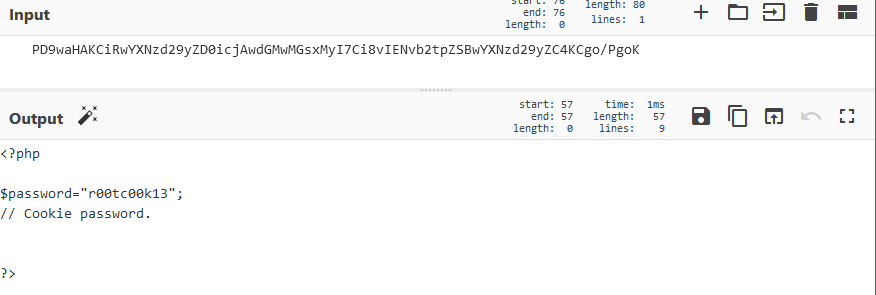 start: 76
length: 80
end: 76
lines: 1
length: 0
Input
PD9waHAKCiRwYXNzd29yZD0icjAwdGMwMGsxMyI7Ci8vIENvb2tpZSBwYXNzd29yZC4KCgo/PgoK
Output
start: 57
time: 1ms
end: 57
length: 57
length: 0
lines: 9
<?php
$password="r00tc00k13";
// Cookie password.
?>